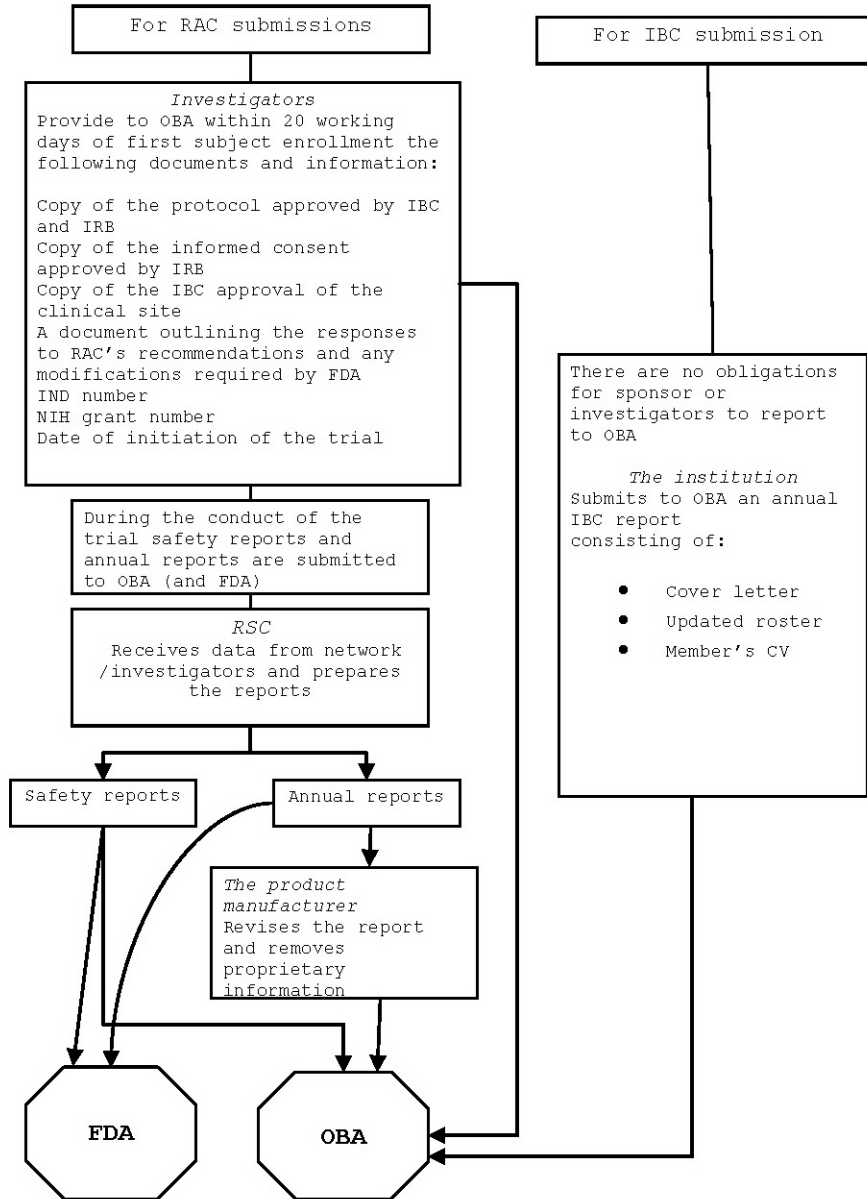 For RAC submissions
For IBC submission
Investigators
Provide to OBA within 20 working
days of first subject enrollment the
following documents and information:
Copy of the protocol approved by IBC
and IRB
Copy of the informed consent
approved by IRB
Copy of the IBC approval of the
clinical site
A document outlining the responses
to RAC's recommendations and any
modifications required by FDA
IND number
NIH grant number
Date of initiation of the trial
There are no obligations
for sponsor or
investigators to report
to OBA
The institution
Submits to OBA an annual
IBC report
consisting of:
● Cover letter
● Updated roster
● Member's CV
During the conduct of the
trial safety reports and
annual reports are submitted
to OBA (and FDA)
RSC
Receives data from network
/investigators and prepares
the reports
Safety reports
Annual reports
The product
manufacturer
Revises the report
and removes
proprietary
information
FDA
OBA